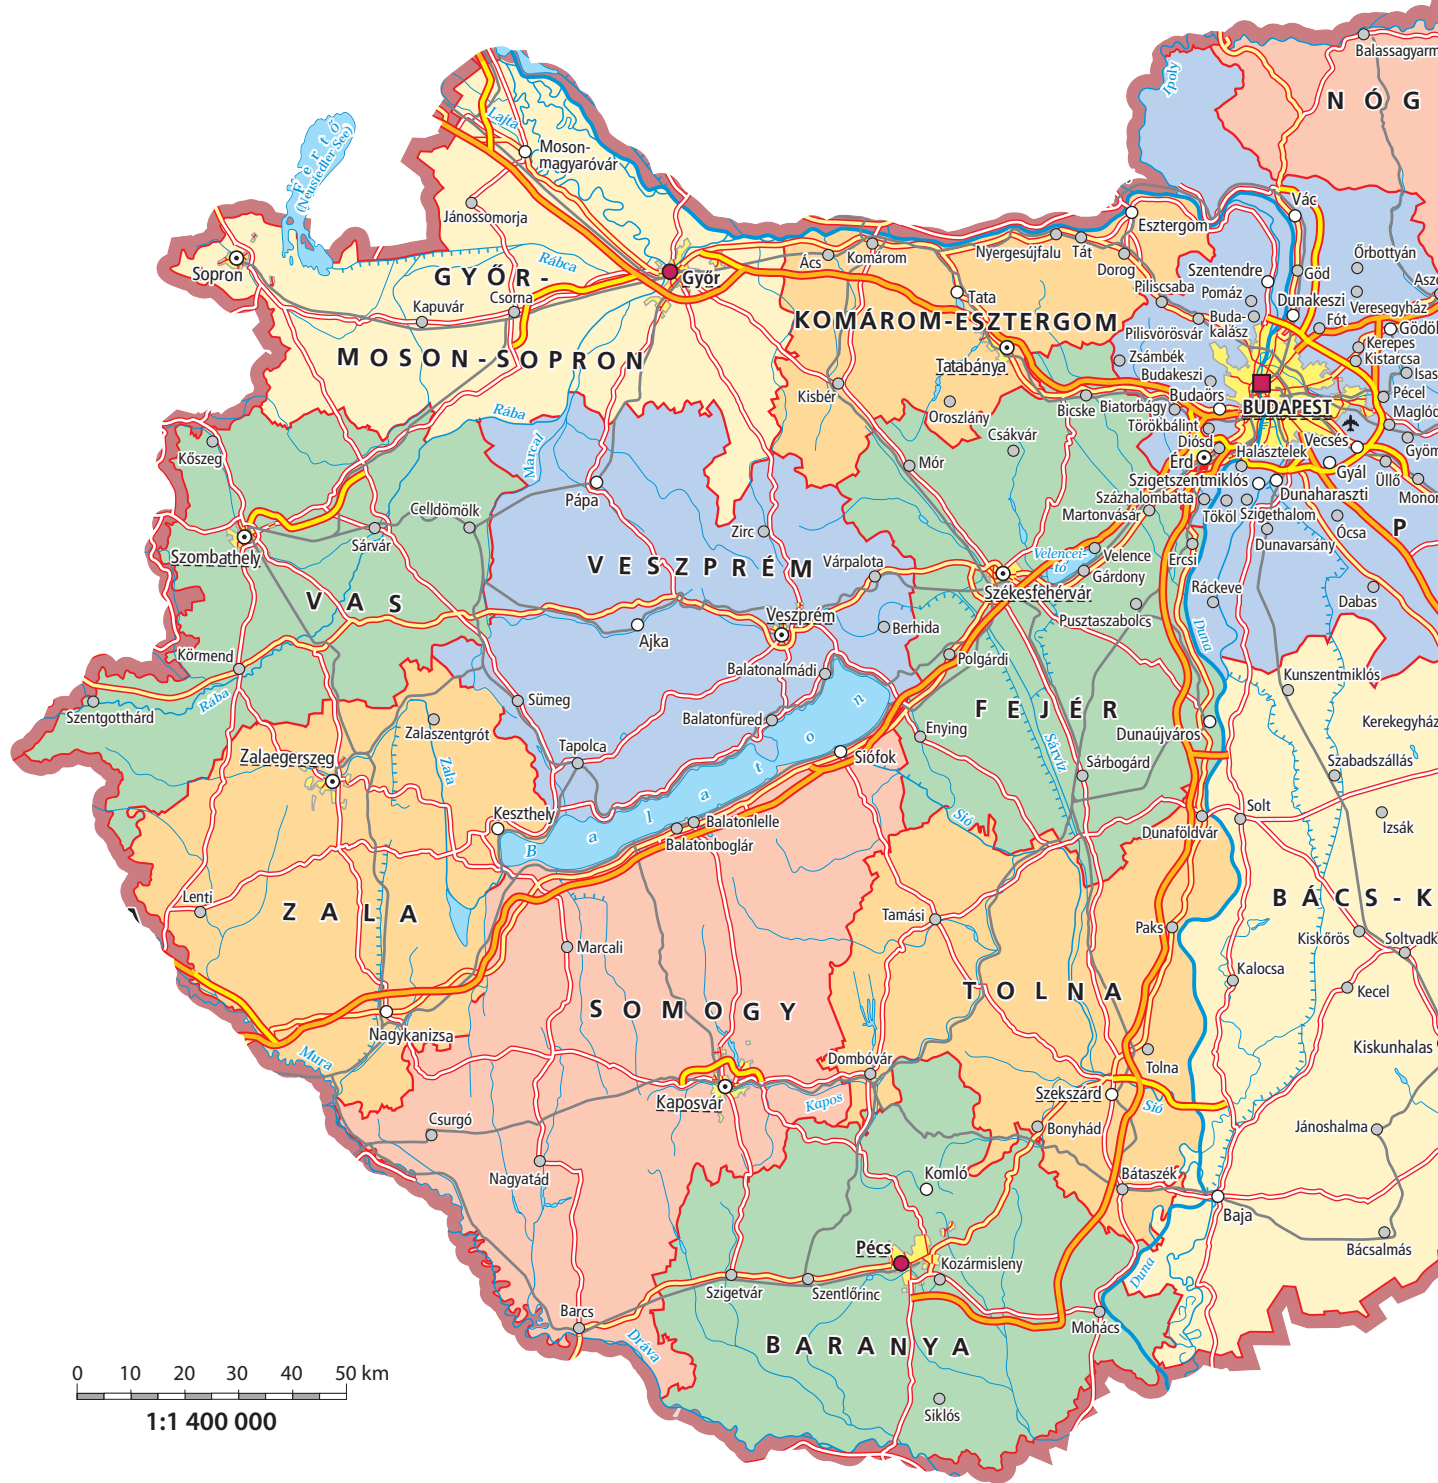 Balassagyarm
Ipoly
N Ó G
Lajta
Moson-
magyaróvár
Fertő
(Neusiedler See)
Jánossomorja
Vác
Esztergom
Nyergesújfalu
Tát
Dorog
Őrbottyán
Sopron
Rábca
Ács
Komárom
Szentendre
Göd
GYŐR-
Győr
Piliscsaba
Pomáz
Dunakeszi
Veresegyház
Asz
Kapuvár
Csorna
Tata
Buda-
kalász
Fót
Gödöl
KOMÁROM-ESZTERGOM
Pilisvörösvár
Kerepes
Kistarcsa
MOSON-SOPRON
Tatabánya
Zsámbék
Budakeszi
Isas
Kisbér
Oroszlány
Bicske
Biatorbágy
Budaörs
BUDAPEST
Pécel
Maglód
Rába
Törökbálint
Csákvár
Diósd
Vecsés
Gyöm
Kőszeg
Marcal
Mór
Érd
Halásztelek
Gyál
Üllő
Pápa
Szigetszentmiklós
Százhalombatta
Dunaharaszti
Monor
Celldömölk
Martonvásár
Tököl
Szigethalom
P
Sárvár
Zirc
Ócsa
Dunavarsány
Szombathely
VESZPRÉM
Várpalota
Velencei-
tó
Velence
Ercsi
Gárdony
Székesfehérvár
Ráckeve
Dabas
VAS
Veszprém
Pusztaszabolcs
Ajka
Berhida
Duna
Körmend
Polgárdi
Balatonalmádi
Kunszentmiklós
Rába
Szentgotthárd
Sümeg
FEJÉR
Balatonfüred
Enying
Dunaújváros
Kerekegyház
Zalaszentgrót
Tapolca
Siófok
Sárvíz
Sárbogárd
Szabadszállás
Zalaegerszeg
Zala
Keszthely
Balaton
Balatonlelle
Balatonboglár
Sió
Dunaföldvár
Solt
Izsák
Lenti
ZALA
Tamási
BÁCS-K
Paks
Kiskőrös
Soltvadk
Marcali
Kalocsa
SOMOGY
TOLNA
Kecel
Nagykanizsa
Mura
Dombóvár
Tolna
Kiskunhalas
Kaposvár
Kapos
Szekszárd
Sió
Csurgó
Bonyhád
Jánoshalma
Nagyatád
Komló
Bátaszék
Baja
Pécs
Kozármisleny
Bácsalmás
Szigetvár
Szentlőrinc
Duna
Barcs
Mohács
Dráva
BARANYA
Siklós
0 10 20 30 40 50 km
1:1 400 000